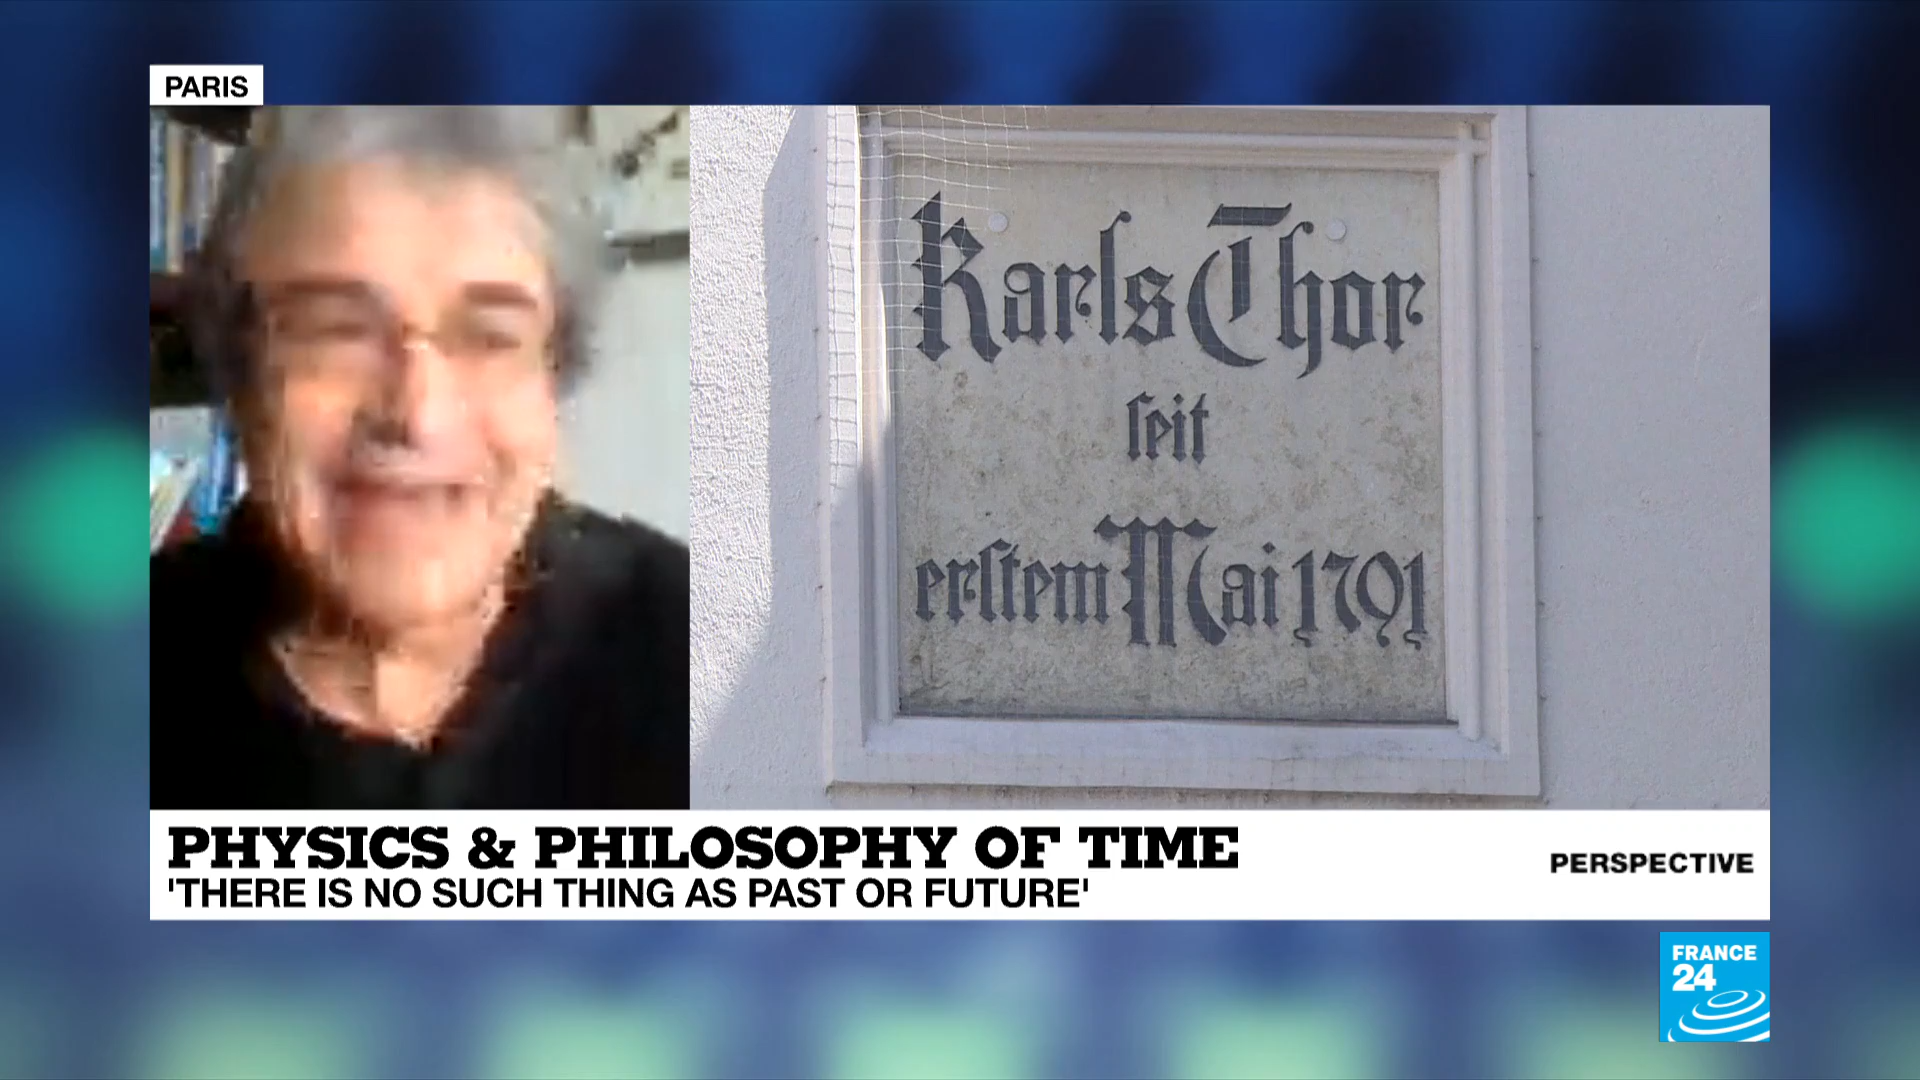 PARIS
Karls Thor
ſeit
erſtem Mai 1701
PHYSICS & PHILOSOPHY OF TIME
'THERE IS NO SUCH THING AS PAST OR FUTURE'
PERSPECTIVE
FRANCE
24